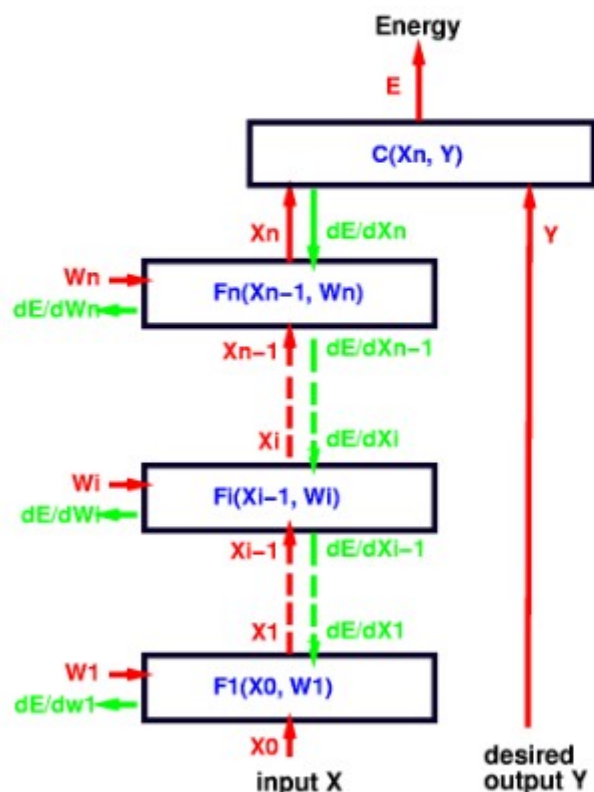 Energy
E
C(Xn, Y)
Xn
dE/dXn
Y
Wn
Fn(Xn-1, Wn)
dE/dWn
Xn-1
dE/dXn-1
Xi
dE/dXi
Wi
Fi(Xi-1, Wi)
dE/dWi
Xi-1
dE/dXi-1
X1
dE/dX1
W1
F1(X0, W1)
dE/dw1
X0
input X
desired
output Y